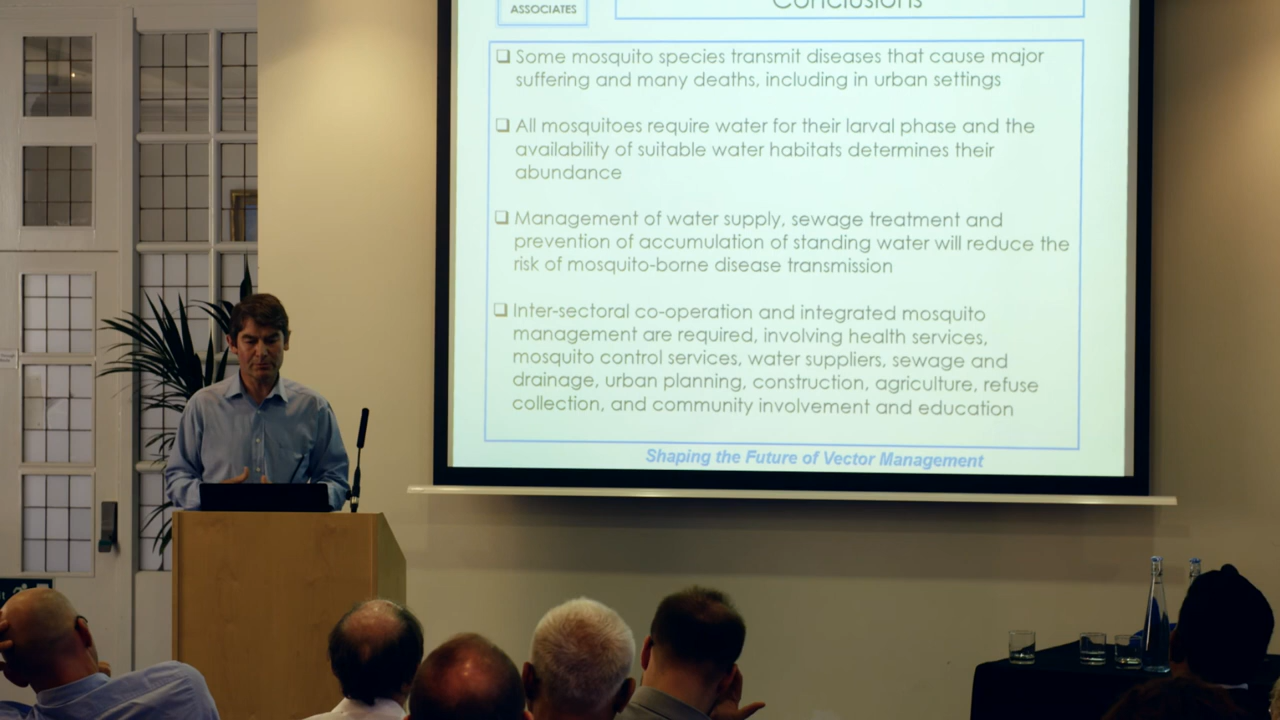 Conclusions
ASSOCIATES
❑ Some mosquito species transmit diseases that cause major
suffering and many deaths, including in urban settings
❑ All mosquitoes require water for their larval phase and the
availability of suitable water habitats determines their
abundance
❑ Management of water supply, sewage treatment and
prevention of accumulation of standing water will reduce the
risk of mosquito-borne disease transmission
❑ Inter-sectoral co-operation and integrated mosquito
management are required, involving health services,
mosquito control services, water suppliers, sewage and
drainage, urban planning, construction, agriculture, refuse
collection, and community involvement and education
Shaping the Future of Vector Management